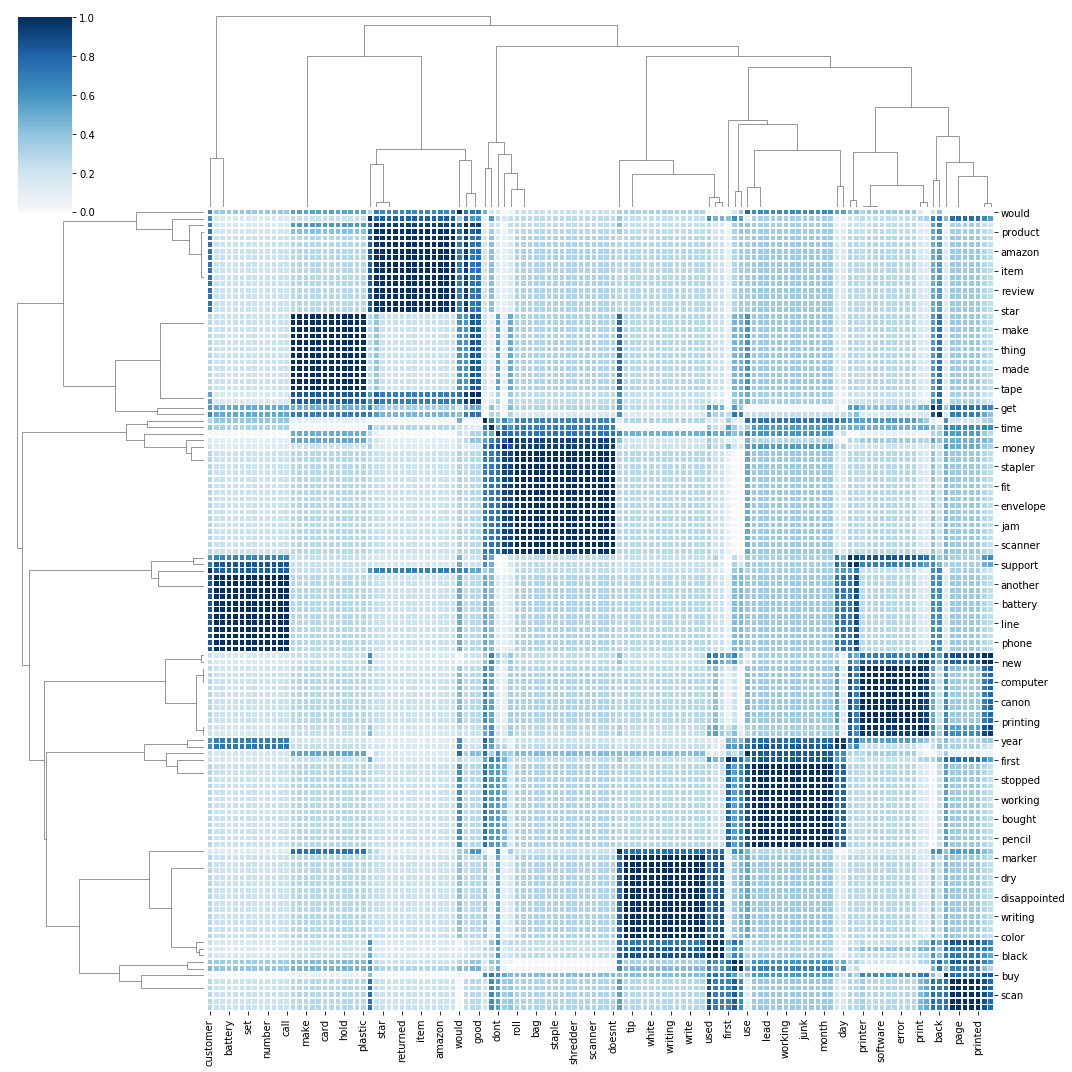 1.0
0.8
0.6
0.4
0.2
0.0
would
product
amazon
item
review
star
make
thing
made
tape
get
time
money
stapler
fit
envelope
jam
scanner
support
another
battery
line
phone
new
computer
canon
printing
year
first
stopped
working
bought
pencil
marker
dry
disappointed
writing
color
black
buy
scan
customer
battery
set
number
call
make
card
hold
plastic
star
returned
item
amazon
would
good
dont
roll
bag
staple
shredder
scanner
doesnt
tip
white
writing
write
used
first
use
lead
working
junk
month
day
printer
software
error
print
back
page
printed